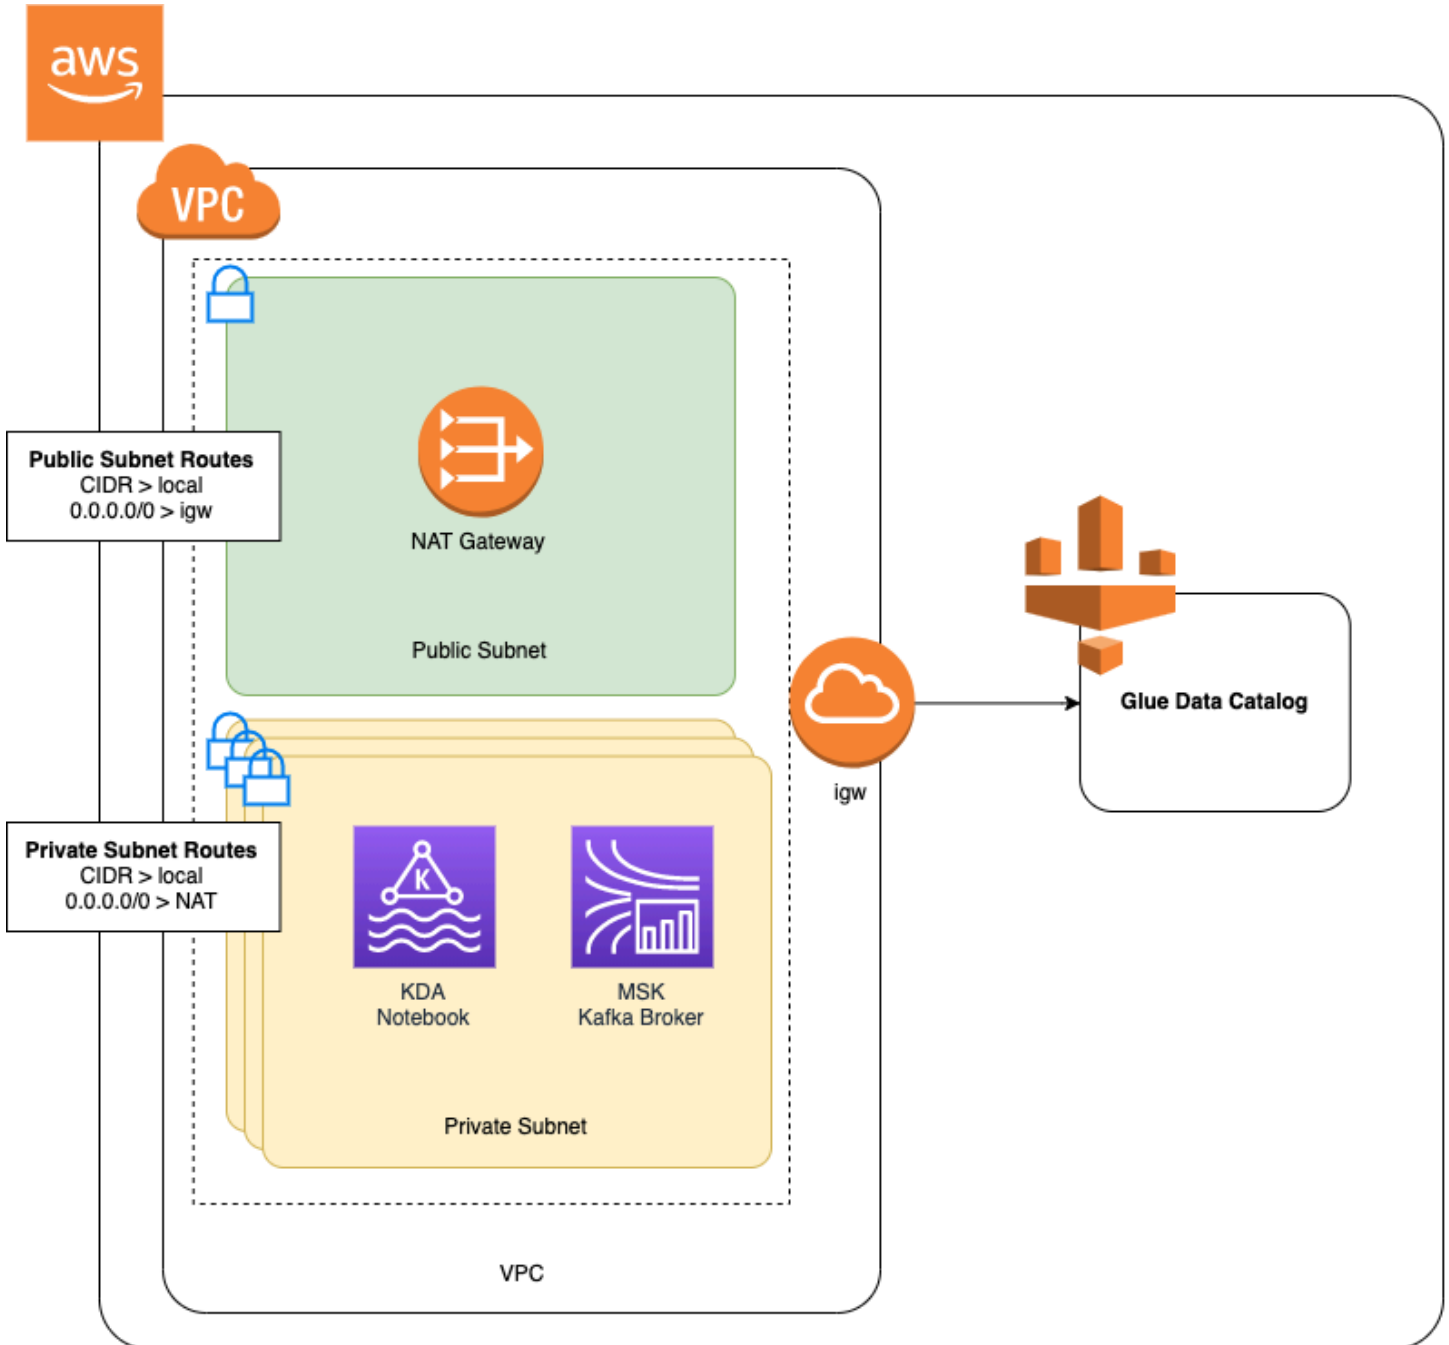 aws
VPC
Public Subnet Routes
CIDR > local
0.0.0.0/0 > igw
NAT Gateway
Public Subnet
igw
Glue Data Catalog
Private Subnet Routes
CIDR > local
0.0.0.0/0 > NAT
K
KDA
Notebook
MSK
Kafka Broker
Private Subnet
VPC